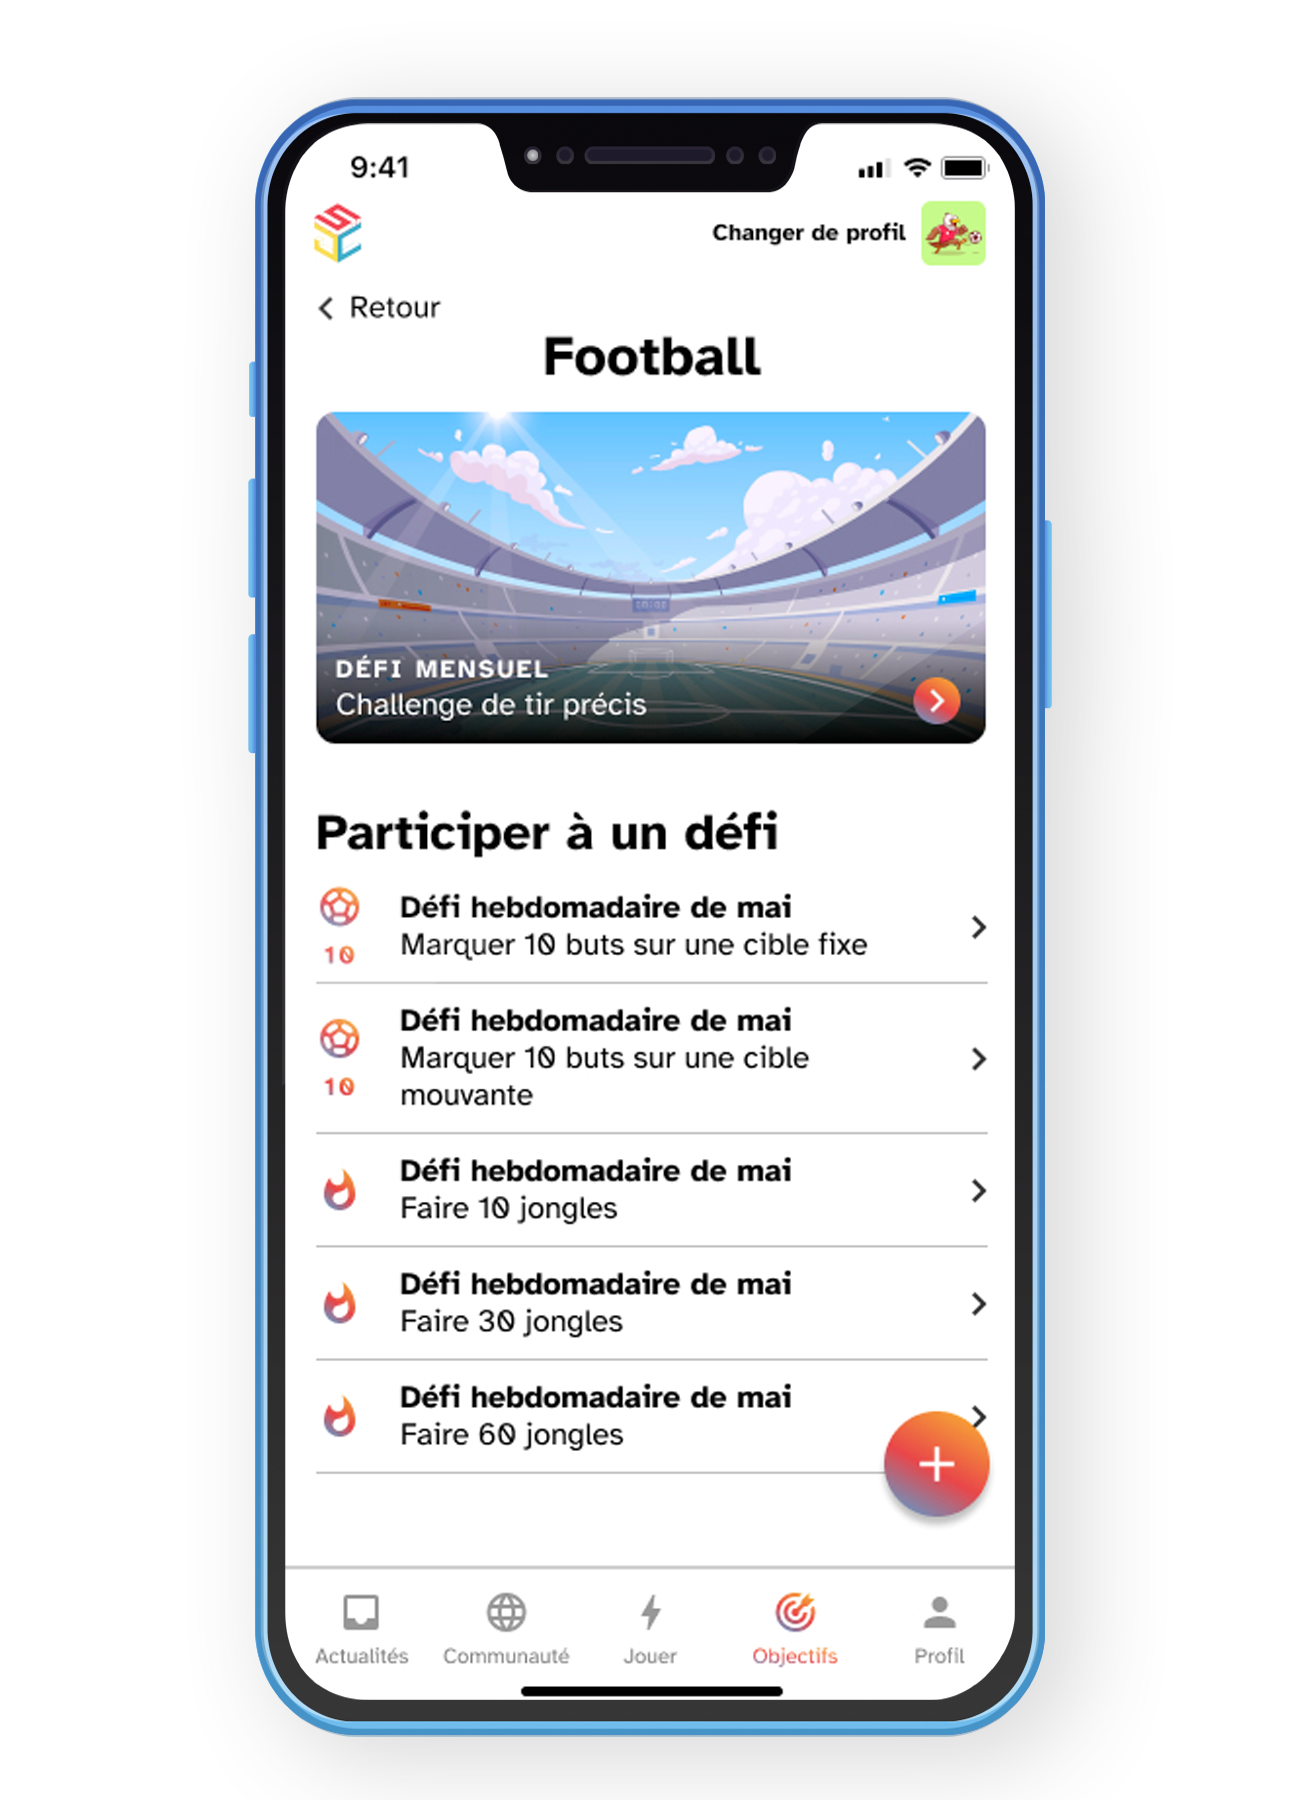 9:41
Changer de profil
Retour
Football
DÉFI MENSUEL
Challenge de tir précis
Participer à un défi
Défi hebdomadaire de mai
Marquer 10 buts sur une cible fixe
10
Défi hebdomadaire de mai
Marquer 10 buts sur une cible
mouvante
10
Défi hebdomadaire de mai
Faire 10 jongles
Défi hebdomadaire de mai
Faire 30 jongles
Défi hebdomadaire de mai
Faire 60 jongles
+
Actualités
Communauté
Jouer
Objectifs
Profil